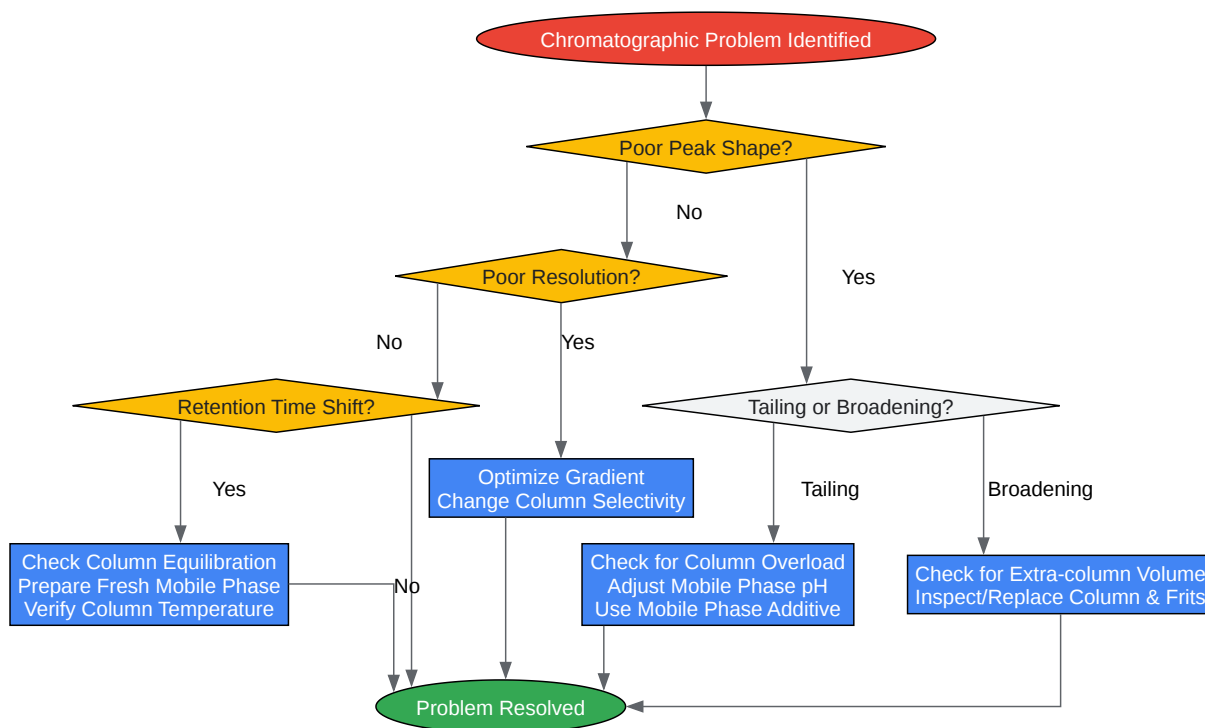 Chromatographic Problem Identified
Poor Peak Shape?
No
Yes
Poor Resolution?
No
Yes
Retention Time Shift?
Tailing or Broadening?
Yes
Optimize Gradient
Change Column Selectivity
Tailing
Broadening
Check Column Equilibration
Prepare Fresh Mobile Phase
Verify Column Temperature
No
Check for Column Overload
Adjust Mobile Phase pH
Use Mobile Phase Additive
Check for Extra-column Volume
Inspect/Replace Column & Frits
Problem Resolved